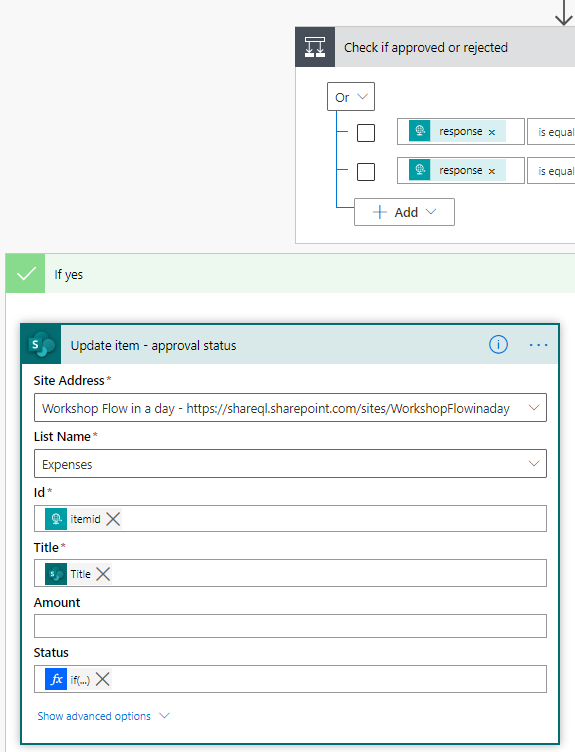 Check if approved or rejected
Or
response × is equal
response × is equal
+ Add
If yes
S Update item - approval status i ...
Site Address*
Workshop Flow in a day - https://shareql.sharepoint.com/sites/WorkshopFlowinaday
List Name*
Expenses
Id*
itemid
Title*
S Title
Amount
Status
fx if(...)
Show advanced options